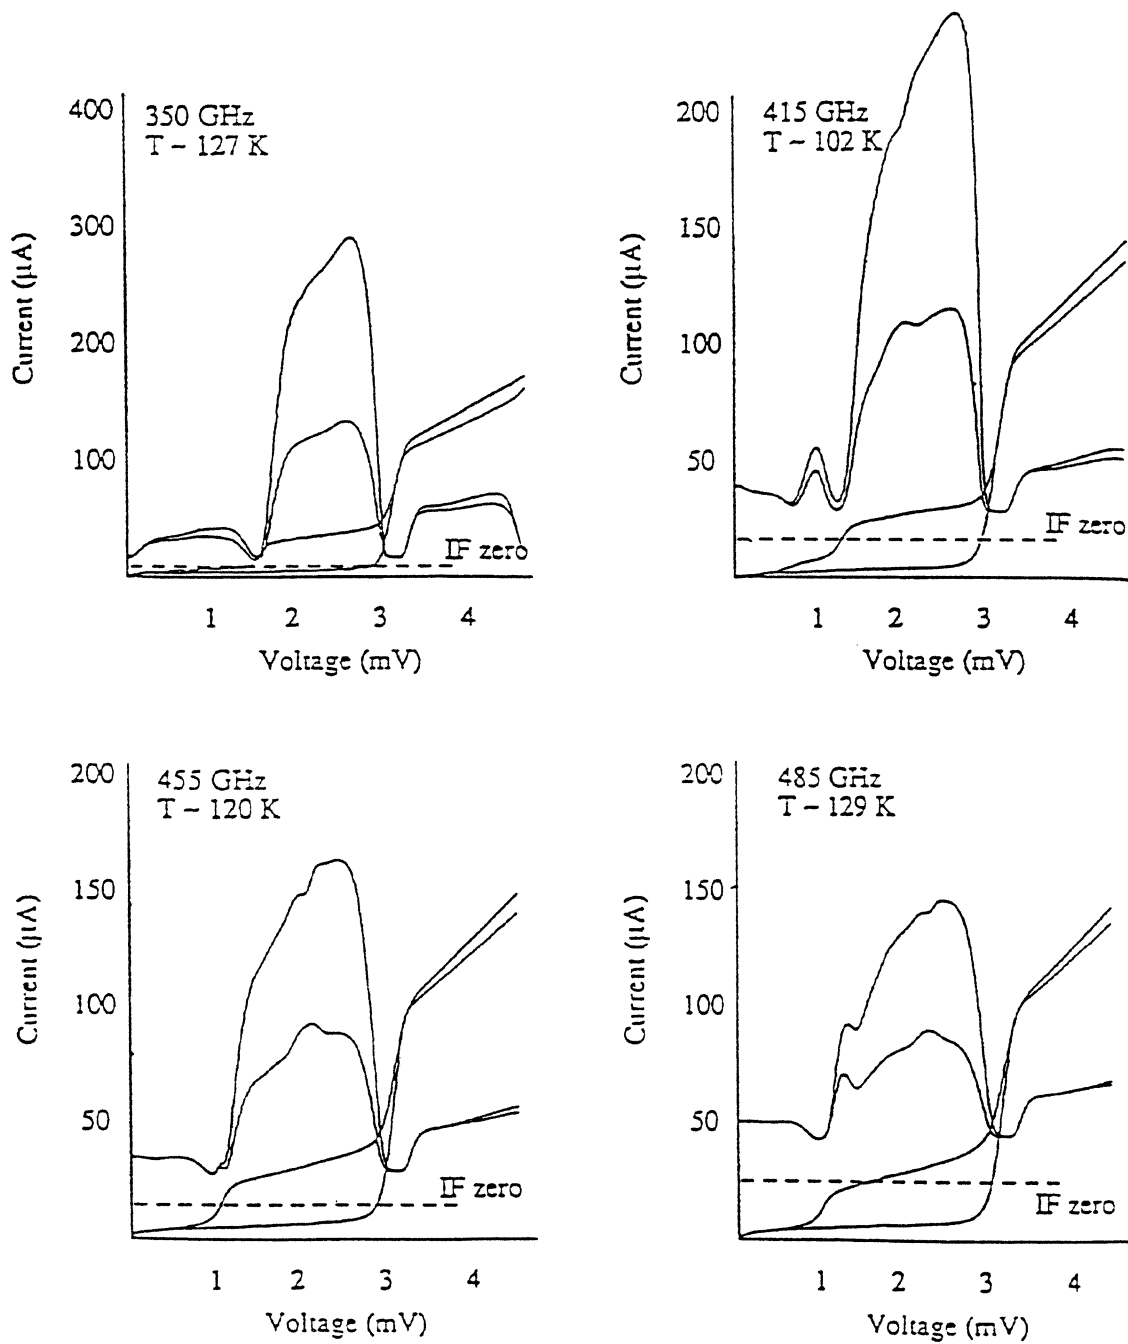 400
300
200
100
350 GHz
T ~ 127 K
Current (µA)
IF zero
1 2 3 4
Voltage (mV)
200
150
100
50
415 GHz
T ~ 102 K
Current (µA)
IF zero
1 2 3 4
Voltage (mV)
200
150
100
50
455 GHz
T ~ 120 K
Current (µA)
IF zero
1 2 3 4
Voltage (mV)
200
150
100
50
485 GHz
T ~ 129 K
Current (µA)
IF zero
1 2 3 4
Voltage (mV)